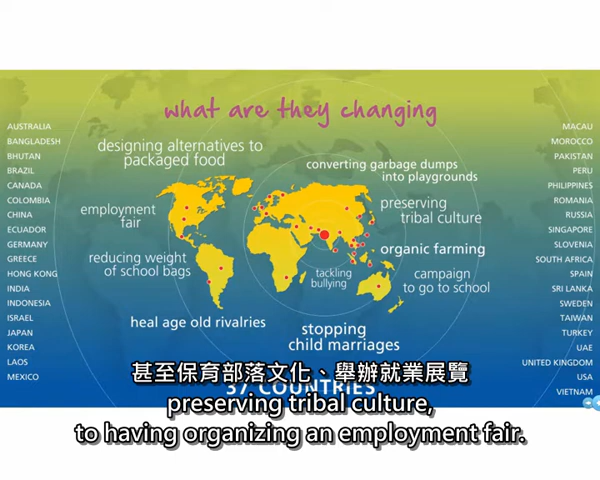 what are they changing
AUSTRALIA
BANGLADESH
BHUTAN
BRAZIL
CANADA
COLOMBIA
CHINA
ECUADOR
GERMANY
GREECE
HONG KONG
INDIA
INDONESIA
ISRAEL
JAPAN
KOREA
LAOS
MEXICO
designing alternatives to
packaged food
employment
fair
reducing weight
of school bags
heal age old rivalries
converting garbage dumps
into playgrounds
preserving
tribal culture
organic farming
tackling
bullying
campaign
to go to school
stopping
child marriages
MACAU
MOROCCO
PAKISTAN
PERU
PHILIPPINES
ROMANIA
RUSSIA
SINGAPORE
SLOVENIA
SOUTH AFRICA
SPAIN
SRI LANKA
SWEDEN
TAIWAN
TURKEY
UAE
UNITED KINGDOM
USA
VIETNAM
37 COUNTRIES
甚至保育部落文化、舉辦就業展覽
preserving tribal culture,
to having organizing an employment fair.